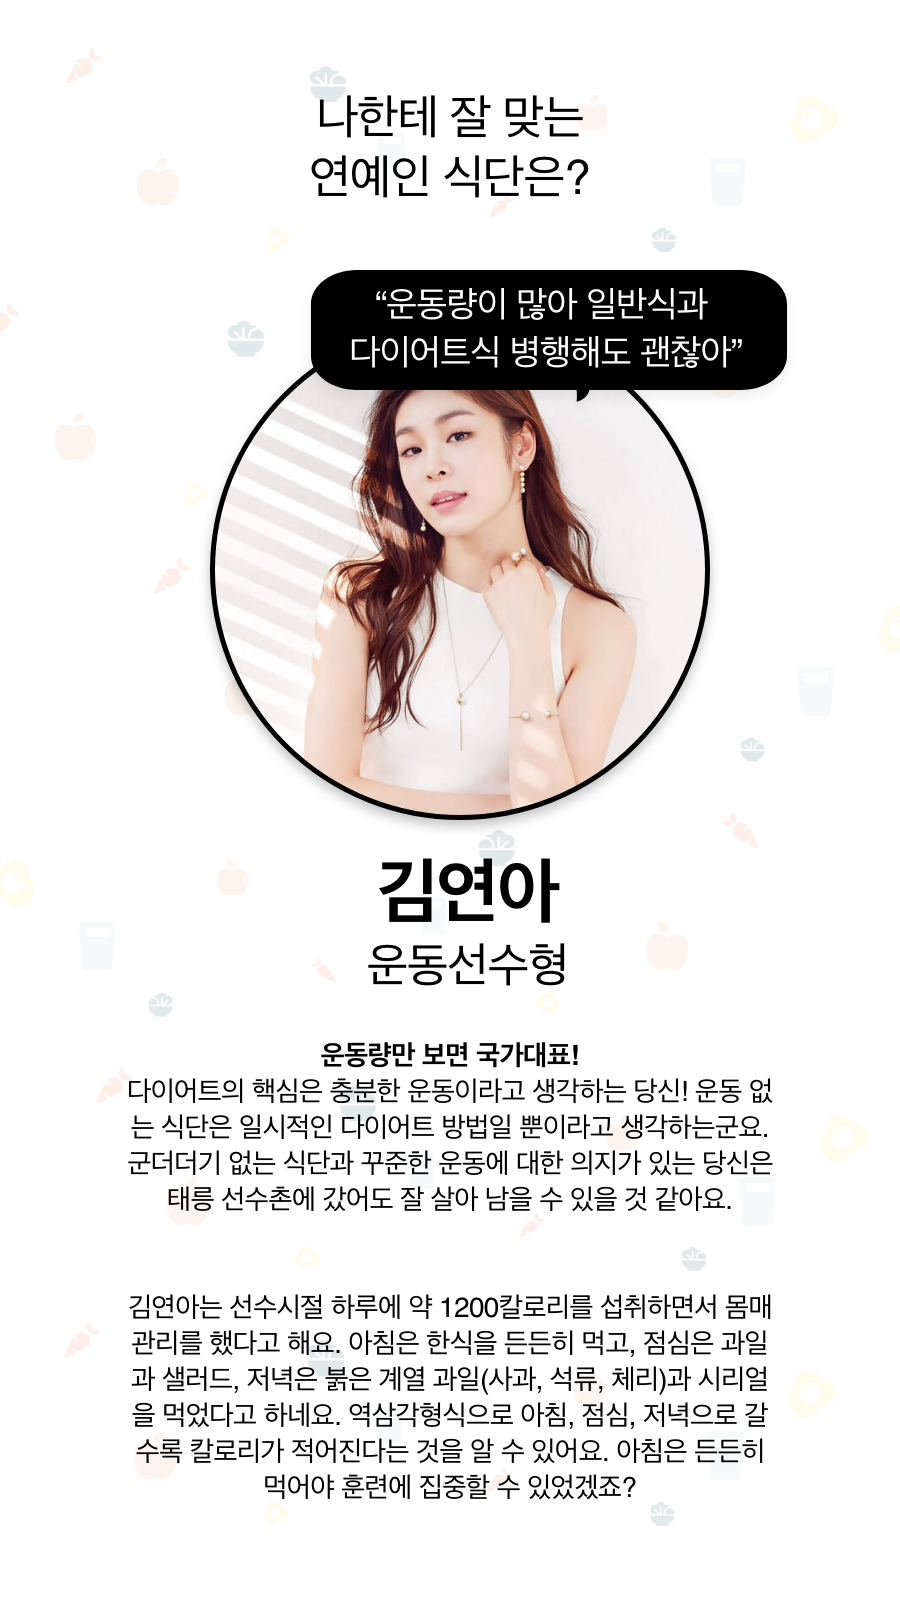 나한테 잘 맞는
연예인 식단은?
“운동량이 많아 일반식과
다이어트식 병행해도 괜찮아”
김연아
운동선수형
운동량만 보면 국가대표!
다이어트의 핵심은 충분한 운동이라고 생각하는 당신! 운동 없
는 식단은 일시적인 다이어트 방법일 뿐이라고 생각하는군요.
군더더기 없는 식단과 꾸준한 운동에 대한 의지가 있는 당신은
태릉 선수촌에 갔어도 잘 살아 남을 수 있을 것 같아요.
김연아는 선수시절 하루에 약 1200칼로리를 섭취하면서 몸매
관리를 했다고 해요. 아침은 한식을 든든히 먹고, 점심은 과일
과 샐러드, 저녁은 붉은 계열 과일(사과, 석류, 체리)과 시리얼
을 먹었다고 하네요. 역삼각형식으로 아침, 점심, 저녁으로 갈
수록 칼로리가 적어진다는 것을 알 수 있어요. 아침은 든든히
먹어야 훈련에 집중할 수 있었겠죠?